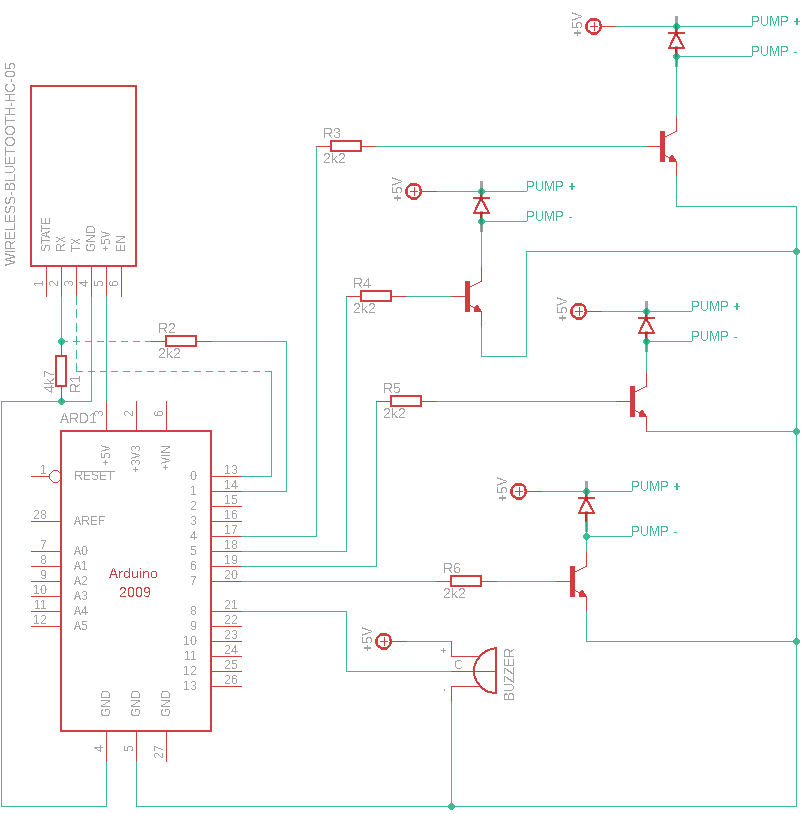 +5V
PUMP +
PUMP -
WIRELESS-BLUETOOTH-HC-05
STATE
RX
TX
GND
+5V
EN
1
2
3
4
5
6
R3
2k2
+5V
PUMP +
PUMP -
R4
2k2
+5V
PUMP +
PUMP -
R2
2k2
4k7
R1
R5
2k2
ARD1
3
2
6
+5V
+3V3
+VIN
1
RESET
28
AREF
7
A0
8
A1
9
A2
10
A3
11
A4
12
A5
Arduino
2009
0
13
1
14
2
15
3
16
4
17
5
18
6
19
7
20
8
21
9
22
10
23
11
24
12
25
13
26
GND
GND
GND
4
5
27
+5V
PUMP +
PUMP -
R6
2k2
+5V
+
C
-
BUZZER